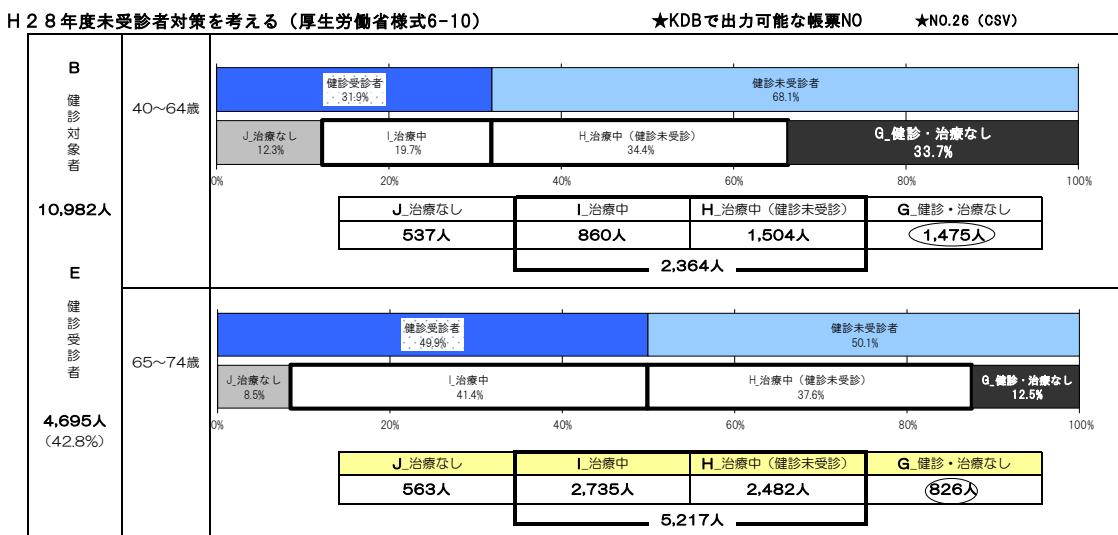 H28年度未受診者対策を考える（厚生労働省様式6-10） ★KDBで出力可能な帳票NO ★NO.26（CSV）
B
健診対象者
10,982人
E
健診受診者
4,695人
(42.8%)
40～64歳
健診受診者
31.9%
健診未受診者
68.1%
J_治療なし
12.3%
I_治療中
19.7%
H_治療中（健診未受診）
34.4%
G_健診・治療なし
33.7%
0% 20% 40% 60% 80% 100%
J_治療なし I_治療中 H_治療中（健診未受診） G_健診・治療なし
537人 860人 1,504人 1,475人
2,364人
65～74歳
健診受診者
49.9%
健診未受診者
50.1%
J_治療なし
8.5%
I_治療中
41.4%
H_治療中（健診未受診）
37.6%
G_健診・治療なし
12.5%
0% 20% 40% 60% 80% 100%
J_治療なし I_治療中 H_治療中（健診未受診） G_健診・治療なし
563人 2,735人 2,482人 826人
5,217人